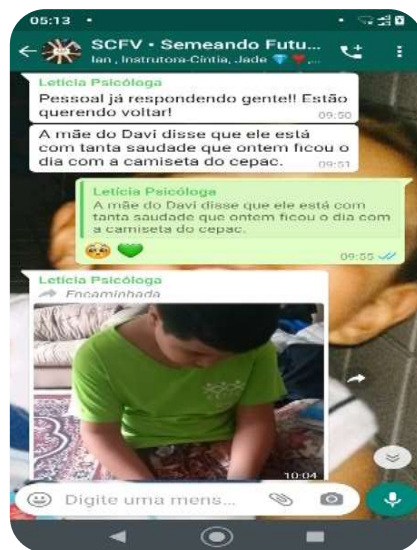 05:13
SCFV • Semeando Futu...
Ian, Instrutora-Cíntia, Jade 💎❤️,...
Letícia Psicóloga
Pessoal já respondendo gente!! Estão
querendo voltar!
09:50
A mãe do Davi disse que ele está
com tanta saudade que ontem ficou o
dia com a camiseta do cepac.
09:51
Letícia Psicóloga
A mãe do Davi disse que ele está com
tanta saudade que ontem ficou o dia com
a camiseta do cepac.
🥺💚
09:55
Letícia Psicóloga
Encaminhada
10:04
Digite uma mens...